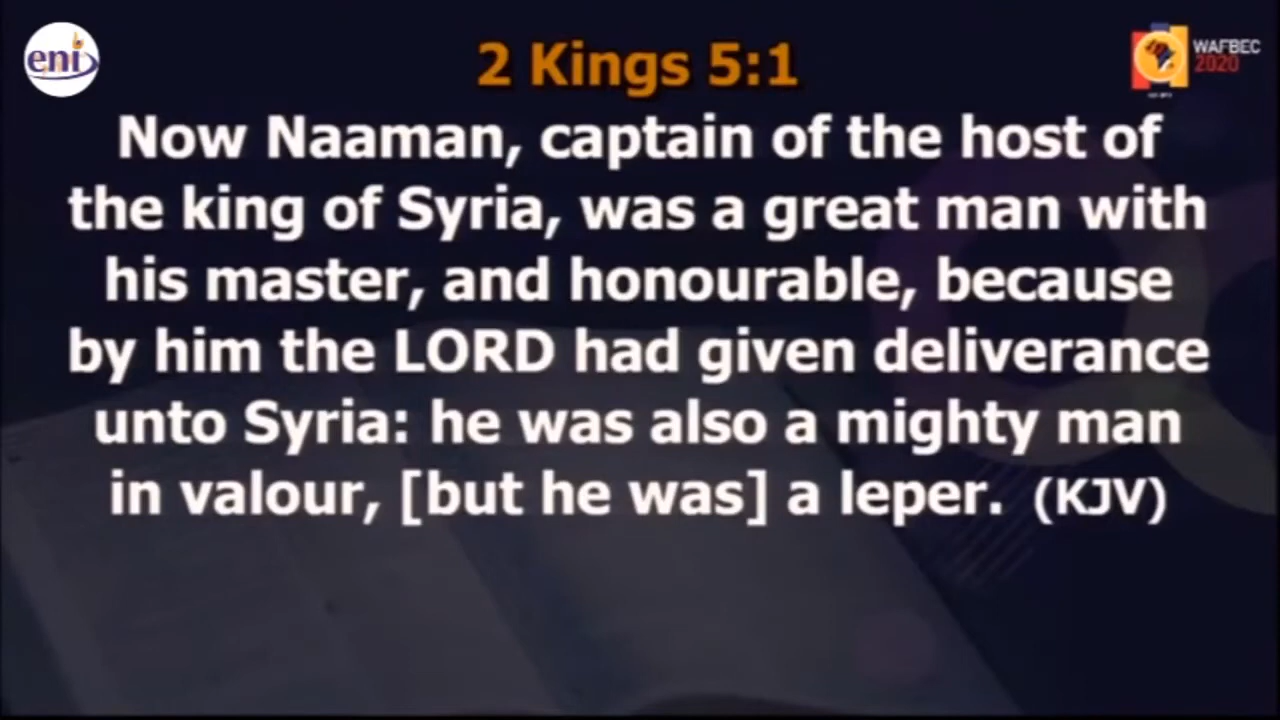 eni
WAFBEC
2020
2 Kings 5:1
Now Naaman, captain of the host of
the king of Syria, was a great man with
his master, and honourable, because
by him the LORD had given deliverance
unto Syria: he was also a mighty man
in valour, [but he was] a leper. (KJV)